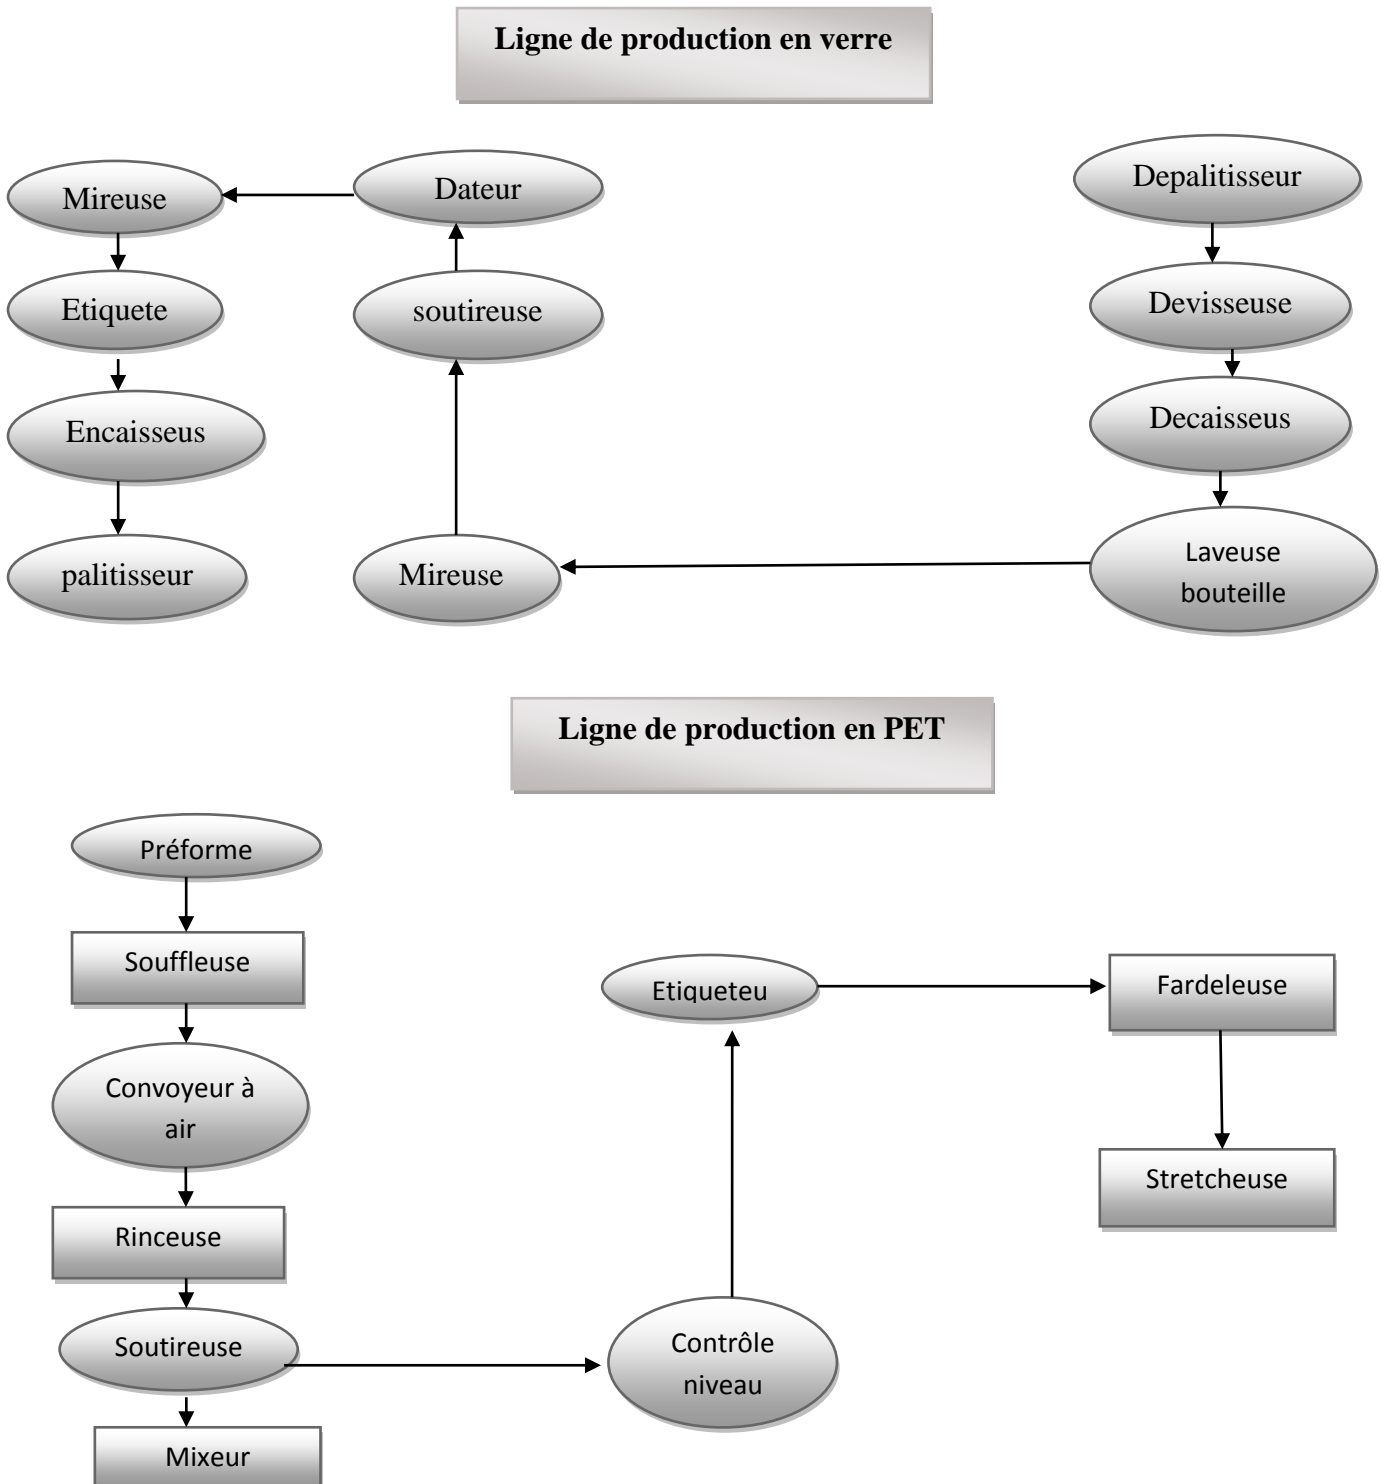 Ligne de production en verre
Depalitisseur
Devisseuse
Decaisseus
Laveuse
bouteille
Mireuse
soutireuse
Dateur
Mireuse
Etiquete
Encaisseus
palitisseur
Ligne de production en PET
Préforme
Souffleuse
Convoyeur à
air
Rinceuse
Soutireuse
Mixeur
Contrôle
niveau
Etiqueteu
Fardeleuse
Stretcheuse